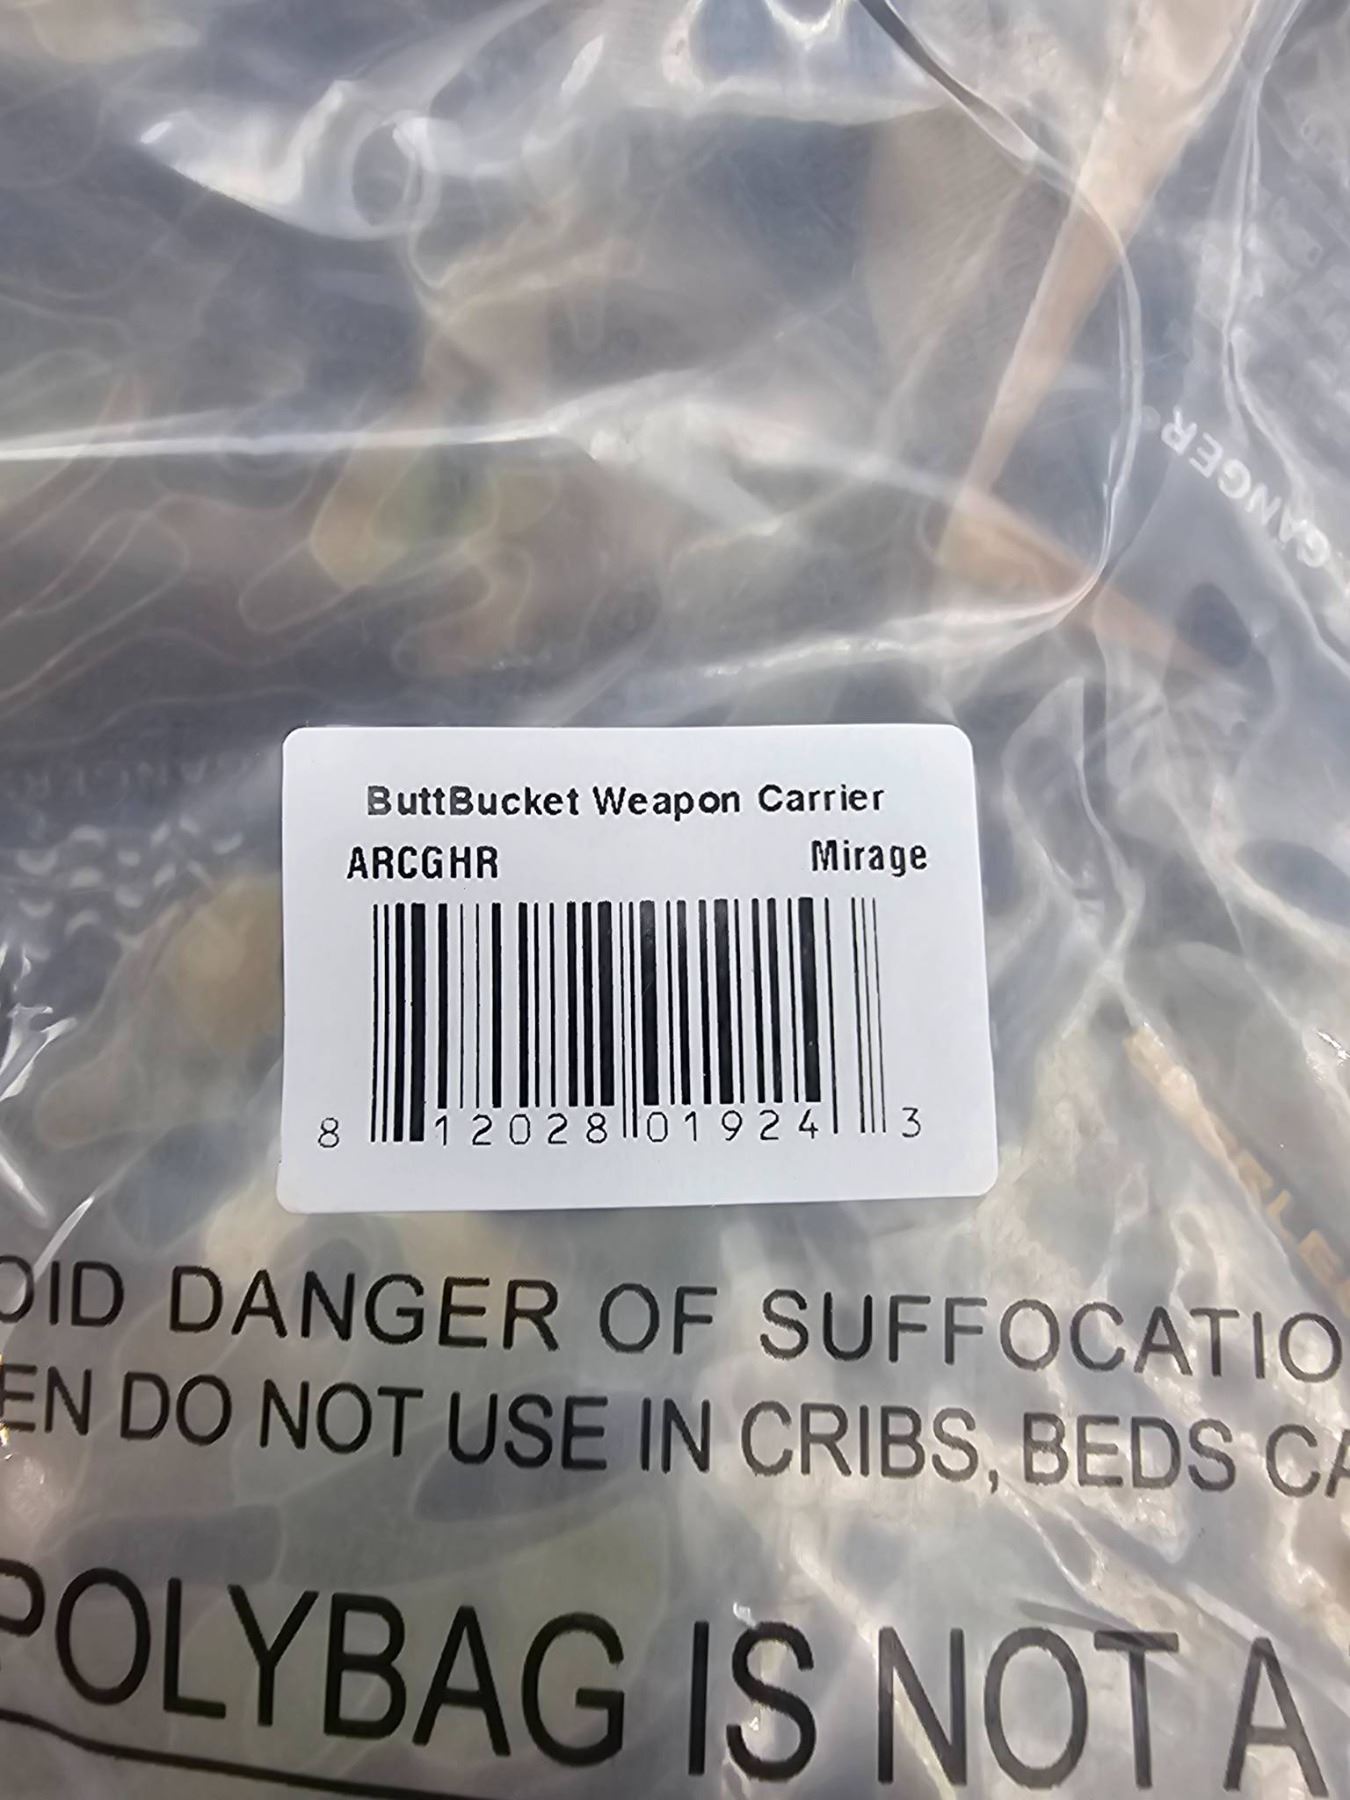 DANGER
ButtBucket Weapon Carrier
ARCGHR Mirage
8 12028 01924 3
OID DANGER OF SUFFOCATIO
EN DO NOT USE IN CRIBS, BEDS CA
POLYBAG IS NOT A